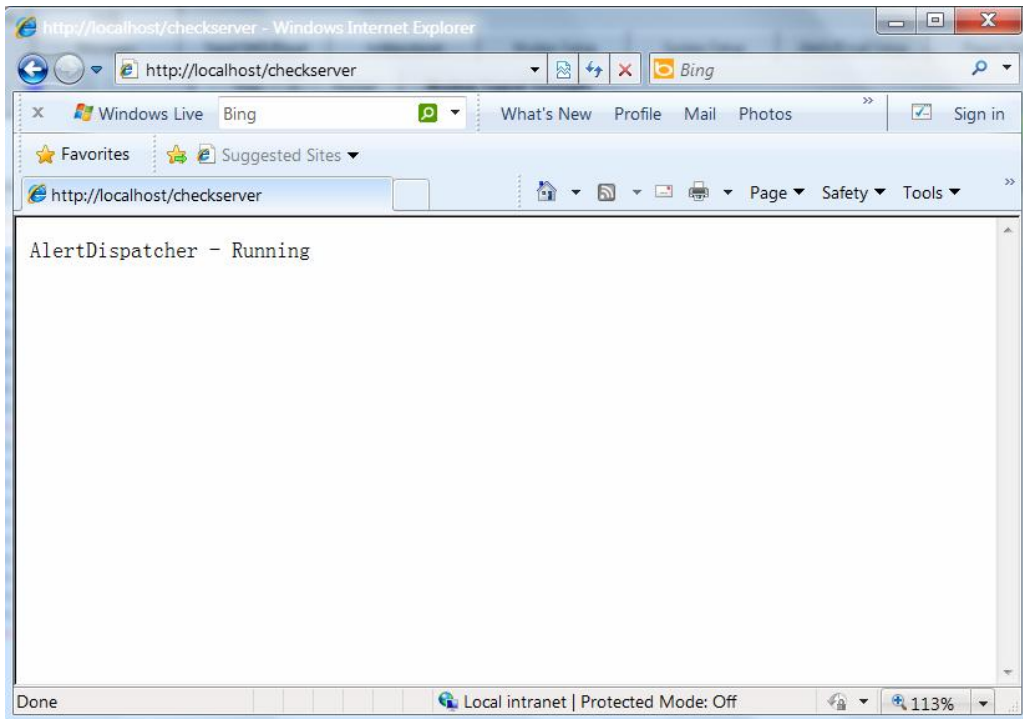 http://localhost/checkserver - Windows Internet Explorer
http://localhost/checkserver
Bing
x Windows Live Bing What's New Profile Mail Photos » Sign in
Favorites Suggested Sites
http://localhost/checkserver Page Safety Tools »
AlertDispatcher - Running
Done Local intranet | Protected Mode: Off 113%